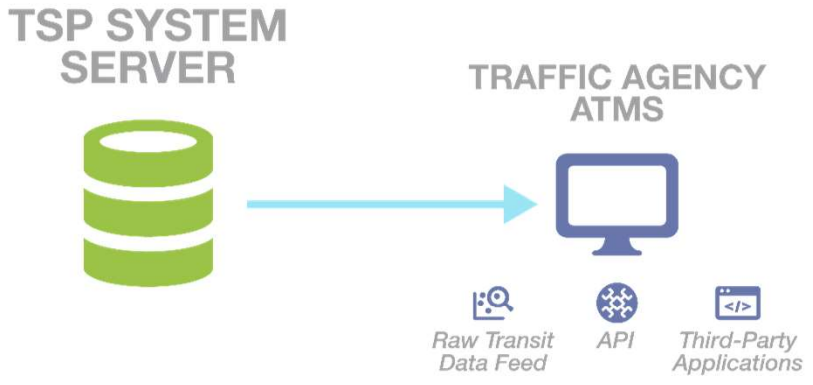 TSP SYSTEM
SERVER
TRAFFIC AGENCY
ATMS
</>
Raw Transit
Data Feed
API
Third-Party
Applications